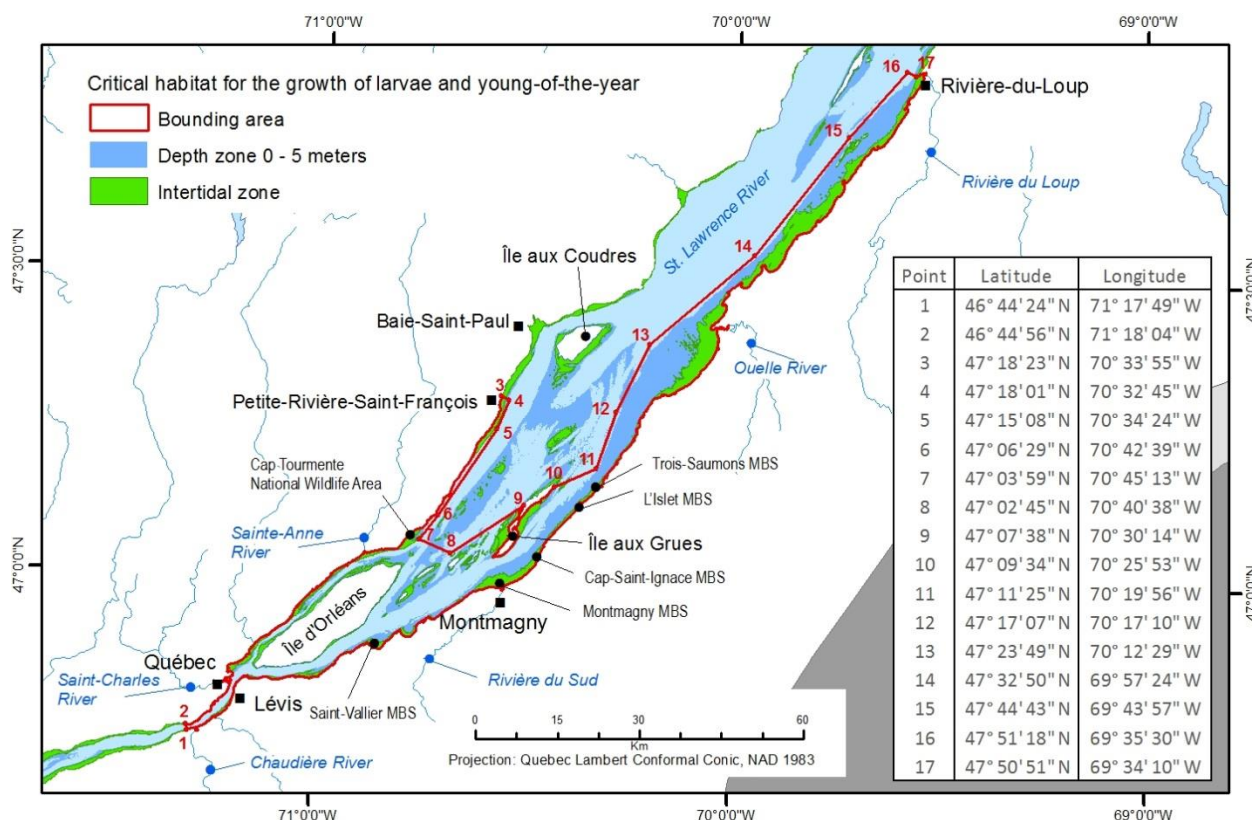 71°0'0"W
70°0'0"W
69°0'0"W
Critical habitat for the growth of larvae and young-of-the-year
Bounding area
Depth zone 0 - 5 meters
Intertidal zone
16
17
Rivière-du-Loup
15
Rivière du Loup
St. Lawrence River
47°30'0"N
14
Île aux Coudres
Baie-Saint-Paul
13
Ouelle River
47°30'0"N
3
4
Petite-Rivière-Saint-François
12
5
11
Trois-Saumons MBS
10
Cap Tourmente
National Wildlife Area
L'Islet MBS
9
6
7
8
Sainte-Anne
River
Île aux Grues
47°0'0"N
Cap-Saint-Ignace MBS
Montmagny MBS
47°0'0"N
Montmagny
Île d'Orléans
Québec
Saint-Charles
River
Rivière du Sud
Lévis
Saint-Vallier MBS
2
1
Chaudière River
0 15 30 60
Km
Projection: Quebec Lambert Conformal Conic, NAD 1983
Point Latitude Longitude
1 46° 44' 24" N 71° 17' 49" W
2 46° 44' 56" N 71° 18' 04" W
3 47° 18' 23" N 70° 33' 55" W
4 47° 18' 01" N 70° 32' 45" W
5 47° 15' 08" N 70° 34' 24" W
6 47° 06' 29" N 70° 42' 39" W
7 47° 03' 59" N 70° 45' 13" W
8 47° 02' 45" N 70° 40' 38" W
9 47° 07' 38" N 70° 30' 14" W
10 47° 09' 34" N 70° 25' 53" W
11 47° 11' 25" N 70° 19' 56" W
12 47° 17' 07" N 70° 17' 10" W
13 47° 23' 49" N 70° 12' 29" W
14 47° 32' 50" N 69° 57' 24" W
15 47° 44' 43" N 69° 43' 57" W
16 47° 51' 18" N 69° 35' 30" W
17 47° 50' 51" N 69° 34' 10" W
71°0'0"W
70°0'0"W
69°0'0"W